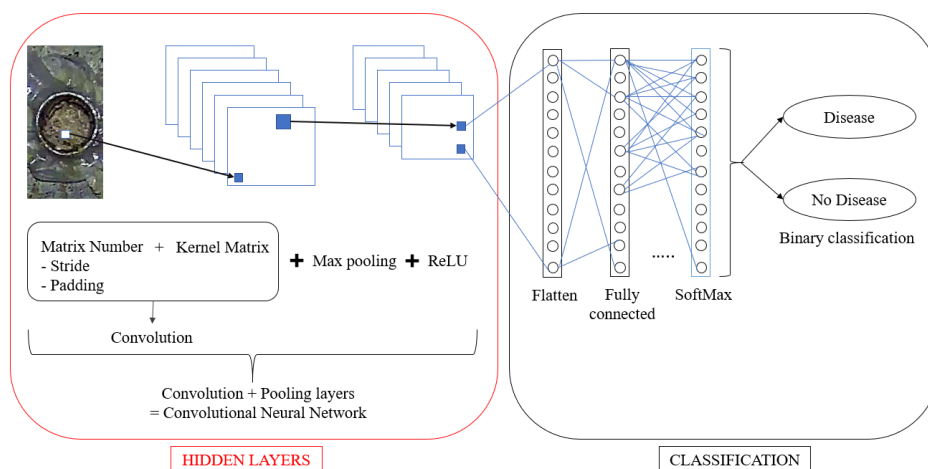 Matrix Number + Kernel Matrix
- Stride
- Padding
+ Max pooling + ReLU
Convolution
Convolution + Pooling layers
= Convolutional Neural Network
HIDDEN LAYERS
Flatten
Fully
connected
.....
SoftMax
Disease
No Disease
Binary classification
CLASSIFICATION